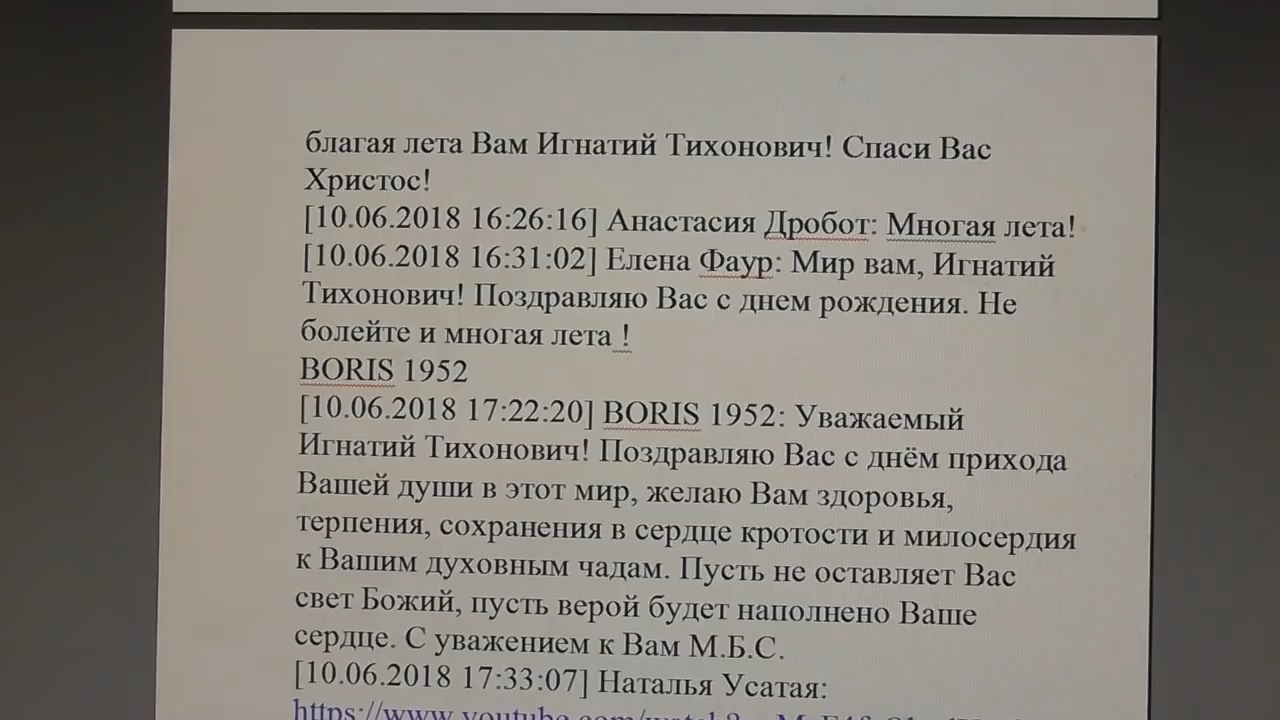 благая лета Вам Игнатий Тихонович! Спаси Вас
Христос!
[10.06.2018 16:26:16] Анастасия Дробот: Многая лета!
[10.06.2018 16:31:02] Елена Фаур: Мир вам, Игнатий
Тихонович! Поздравляю Вас с днем рождения. Не
болейте и многая лета !
BORIS 1952
[10.06.2018 17:22:20] BORIS 1952: Уважаемый
Игнатий Тихонович! Поздравляю Вас с днём прихода
Вашей души в этот мир, желаю Вам здоровья,
терпения, сохранения в сердце кротости и милосердия
к Вашим духовным чадам. Пусть не оставляет Вас
свет Божий, пусть верой будет наполнено Ваше
сердце. С уважением к Вам М.Б.С.
[10.06.2018 17:33:07] Наталья Усатая: